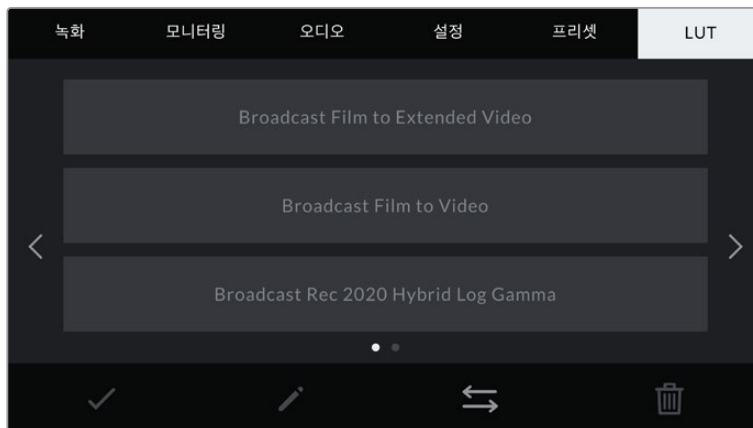 녹화 모니터링 오디오 설정 프리셋 LUT
Broadcast Film to Extended Video
Broadcast Film to Video
Broadcast Rec 2020 Hybrid Log Gamma